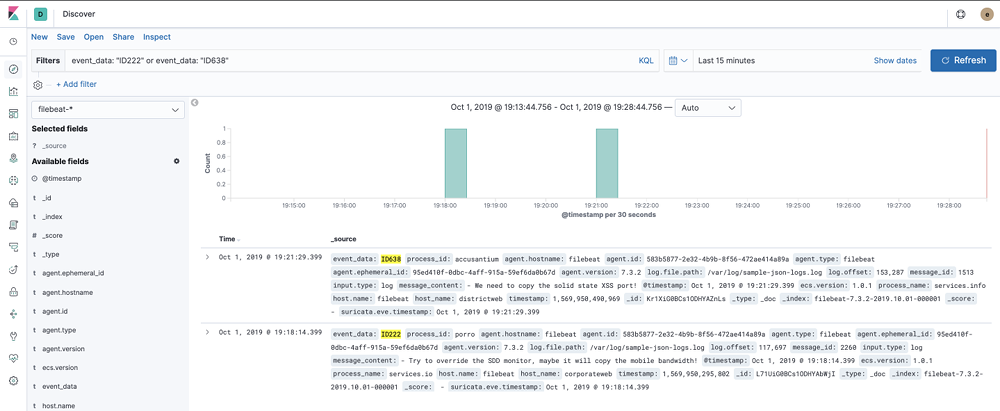 D Discover e
New Save Open Share Inspect
Filters event_data: "ID222" or event_data: "ID638" KQL Last 15 minutes Show dates Refresh
+ Add filter
filebeat-*
Selected fields
? _source
Available fields
@timestamp
t _id
t _index
# _score
t _type
t agent.ephemeral_id
t agent.hostname
t agent.id
t agent.type
t agent.version
t ecs.version
t event_data
t host.name
Oct 1, 2019 @ 19:13:44.756 - Oct 1, 2019 @ 19:28:44.756 — Auto
Count
1
0.8
0.6
0.4
0.2
0
19:15:00 19:16:00 19:17:00 19:18:00 19:19:00 19:20:00 19:21:00 19:22:00 19:23:00 19:24:00 19:25:00 19:26:00 19:27:00 19:28:00
@timestamp per 30 seconds
Time _source
Oct 1, 2019 @ 19:21:29.399 event_data: ID638 process_id: accusantium agent.hostname: filebeat agent.id: 583b5877-2e32-4b9b-8f56-472ae414a89a agent.type: filebeat
agent.ephemeral_id: 95ed410f-0dbc-4aff-915a-59ef6da0b67d agent.version: 7.3.2 log.file.path: /var/log/sample-json-logs.log log.offset: 153,287 message_id: 1513
input.type: log message_content: - We need to copy the solid state XSS port! @timestamp: Oct 1, 2019 @ 19:21:29.399 ecs.version: 1.0.1 process_name: services.info
host.name: filebeat host_name: districtweb timestamp: 1,569,950,490,969 _id: Kr1XiG0BCs1ODHYAZnLs _type: _doc _index: filebeat-7.3.2-2019.10.01-000001 _score:
- suricata.eve.timestamp: Oct 1, 2019 @ 19:21:29.399
Oct 1, 2019 @ 19:18:14.399 event_data: ID222 process_id: porro agent.hostname: filebeat agent.id: 583b5877-2e32-4b9b-8f56-472ae414a89a agent.type: filebeat agent.ephemeral_id: 95ed410f-
0dbc-4aff-915a-59ef6da0b67d agent.version: 7.3.2 log.file.path: /var/log/sample-json-logs.log log.offset: 117,697 message_id: 2260 input.type: log
message_content: - Try to override the SDD monitor, maybe it will copy the mobile bandwidth! @timestamp: Oct 1, 2019 @ 19:18:14.399 ecs.version: 1.0.1
process_name: services.io host.name: filebeat host_name: corporateweb timestamp: 1,569,950,295,802 _id: L71UiG0BCs1ODHYAbWjI _type: _doc _index: filebeat-7.3.2-
2019.10.01-000001 _score: - suricata.eve.timestamp: Oct 1, 2019 @ 19:18:14.399